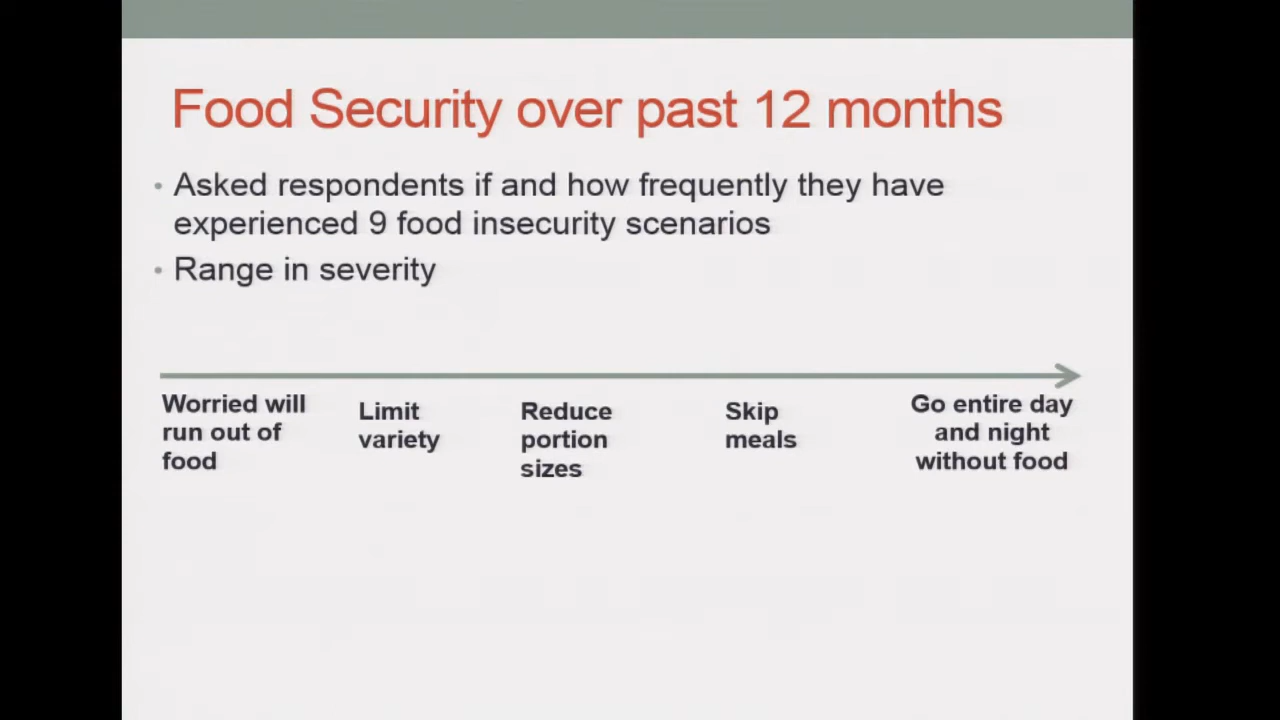 Food Security over past 12 months
• Asked respondents if and how frequently they have
experienced 9 food insecurity scenarios
• Range in severity
Worried will
run out of
food
Limit
variety
Reduce
portion
sizes
Skip
meals
Go entire day
and night
without food